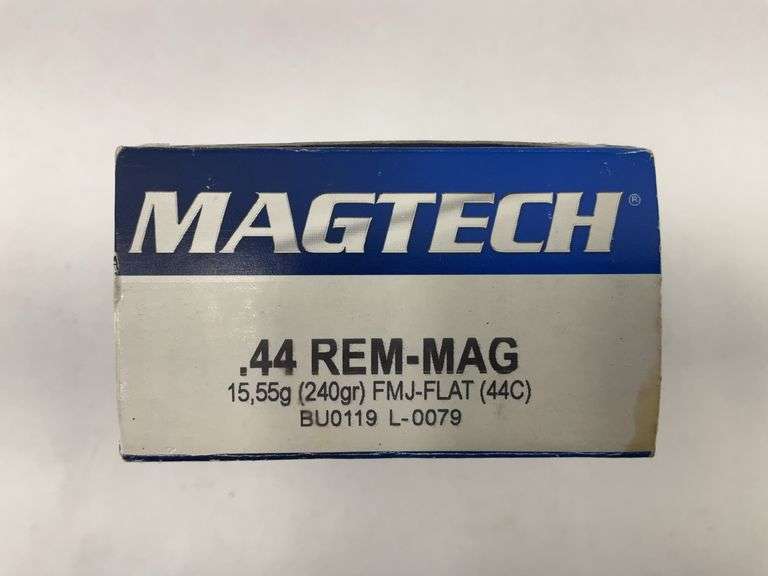 MAGTECH®
.44 REM-MAG
15,55g (240gr) FMJ-FLAT (44C)
BU0119 L-0079